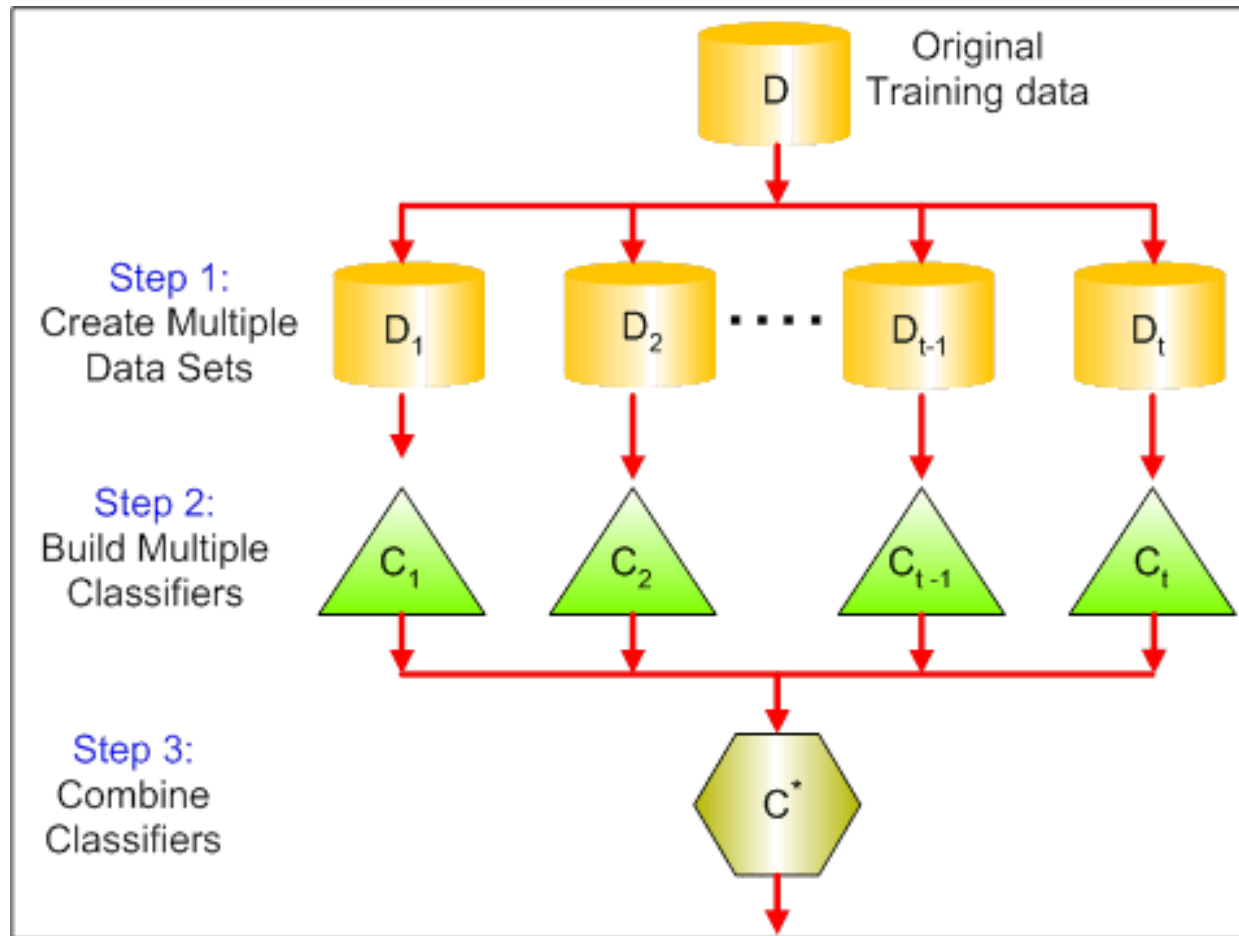 D
Original
Training data
Step 1:
Create Multiple
Data Sets
D₁
D₂
....
Dₜ₋₁
Dₜ
Step 2:
Build Multiple
Classifiers
C₁
C₂
Cₜ ₋₁
Cₜ
Step 3:
Combine
Classifiers
C*